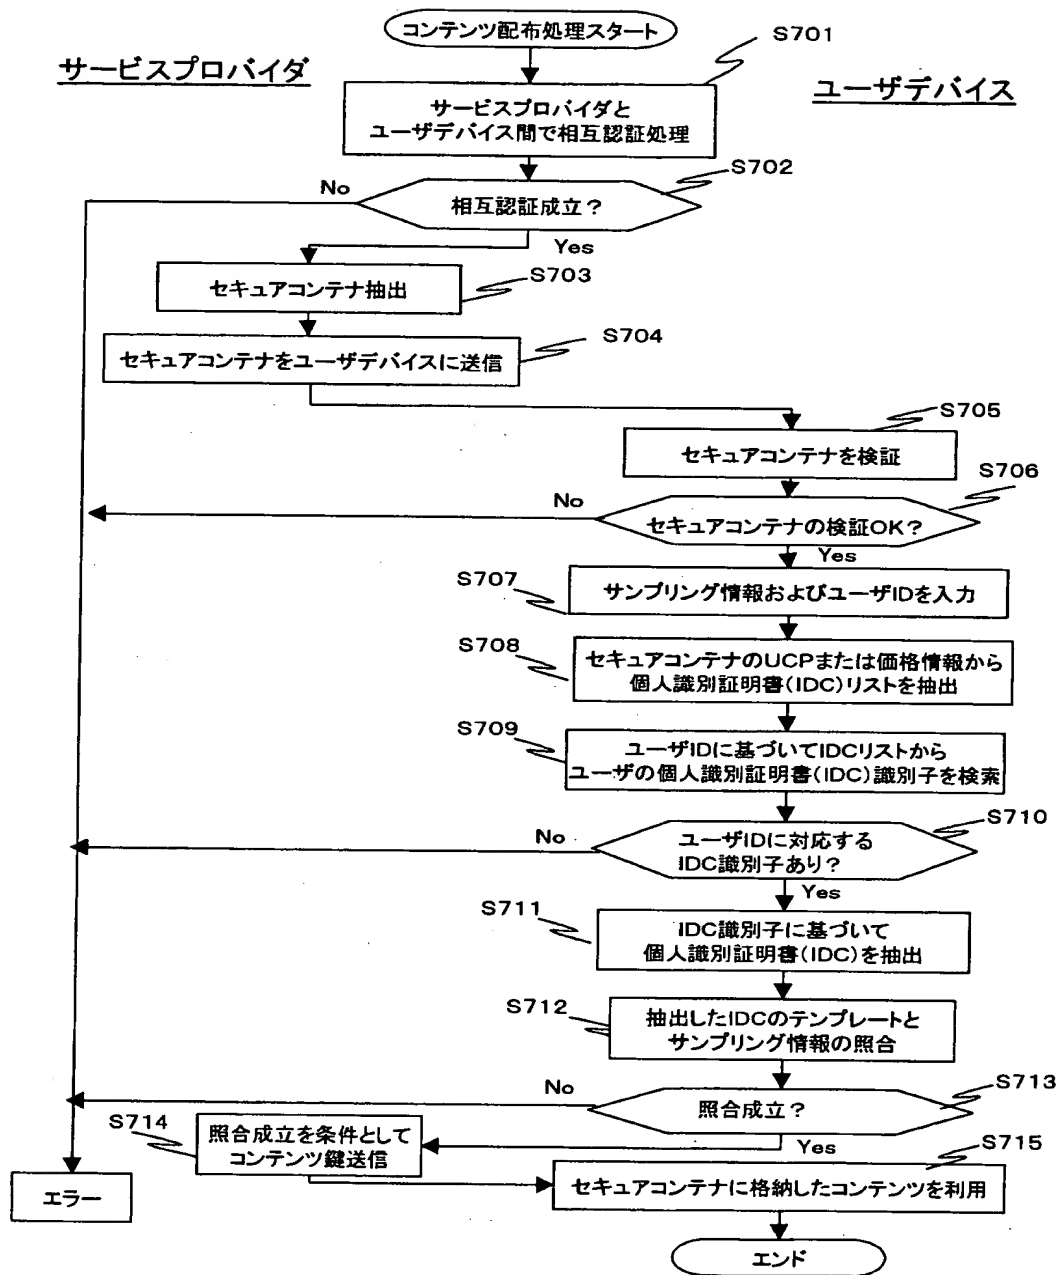 コンテンツ配布処理スタート
S701
サービスプロバイダ
ユーザデバイス
サービスプロバイダと
ユーザデバイス間で相互認証処理
S702
No
相互認証成立？
Yes
S703
セキュアコンテナ抽出
S704
セキュアコンテナをユーザデバイスに送信
S705
セキュアコンテナを検証
S706
No
セキュアコンテナの検証OK？
Yes
S707
サンプリング情報およびユーザIDを入力
S708
セキュアコンテナのUCPまたは価格情報から
個人識別証明書(IDC)リストを抽出
S709
ユーザIDに基づいてIDCリストから
ユーザの個人識別証明書(IDC)識別子を検索
S710
No
ユーザIDに対応する
IDC識別子あり？
Yes
S711
IDC識別子に基づいて
個人識別証明書(IDC)を抽出
S712
抽出したIDCのテンプレートと
サンプリング情報の照合
S713
No
照合成立？
S714
Yes
照合成立を条件として
コンテンツ鍵送信
S715
エラー
セキュアコンテナに格納したコンテンツを利用
エンド